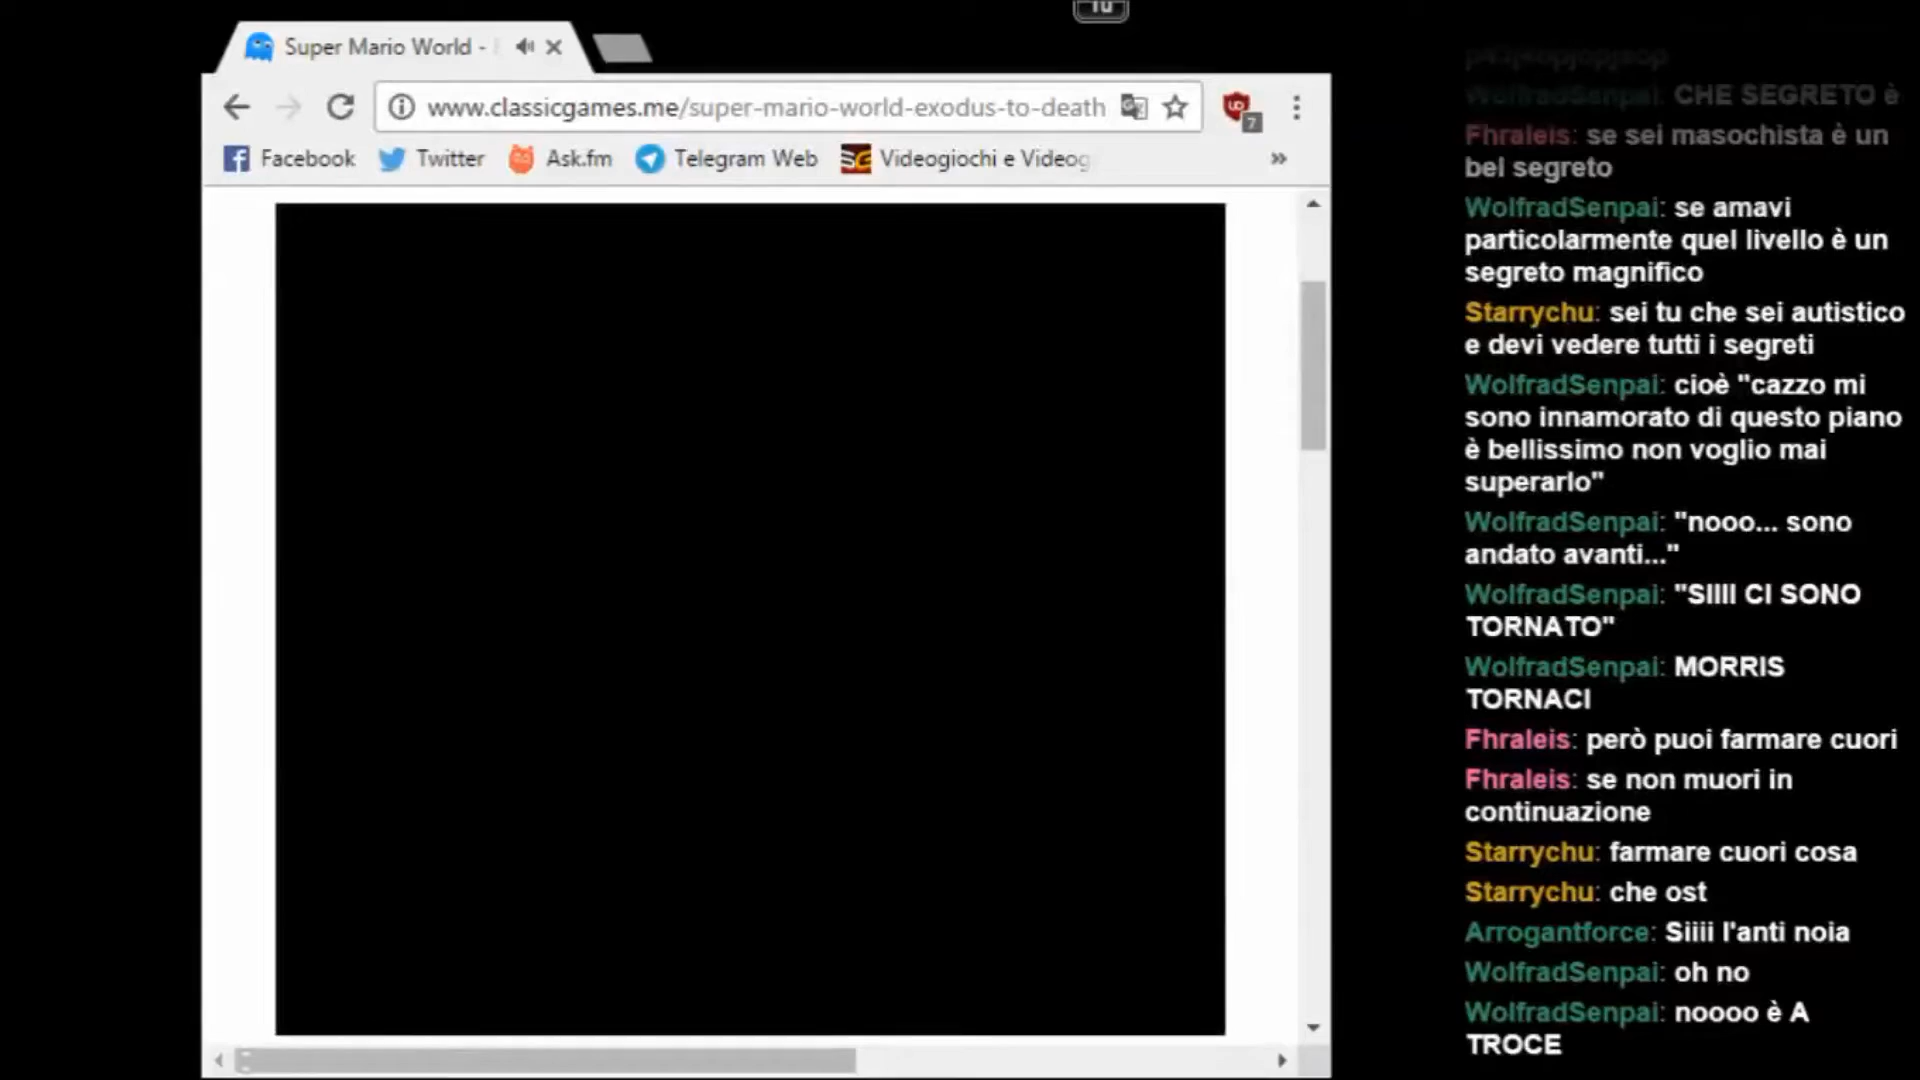 Super Mario World -
www.classicgames.me/super-mario-world-exodus-to-death
7
Facebook
Twitter
Ask.fm
Telegram Web
Videogiochi e Videog
WolfradSenpai: CHE SEGRETO è
Fhraleis: se sei masochista è un
bel segreto
WolfradSenpai: se amavi
particolarmente quel livello è un
segreto magnifico
Starrychu: sei tu che sei autistico
e devi vedere tutti i segreti
WolfradSenpai: cioè "cazzo mi
sono innamorato di questo piano
è bellissimo non voglio mai
superarlo"
WolfradSenpai: "nooo... sono
andato avanti..."
WolfradSenpai: "SIIII CI SONO
TORNATO"
WolfradSenpai: MORRIS
TORNACI
Fhraleis: però puoi farmare cuori
Fhraleis: se non muori in
continuazione
Starrychu: farmare cuori cosa
Starrychu: che ost
Arrogantforce: Siiii l'anti noia
WolfradSenpai: oh no
WolfradSenpai: noooo è A
TROCE